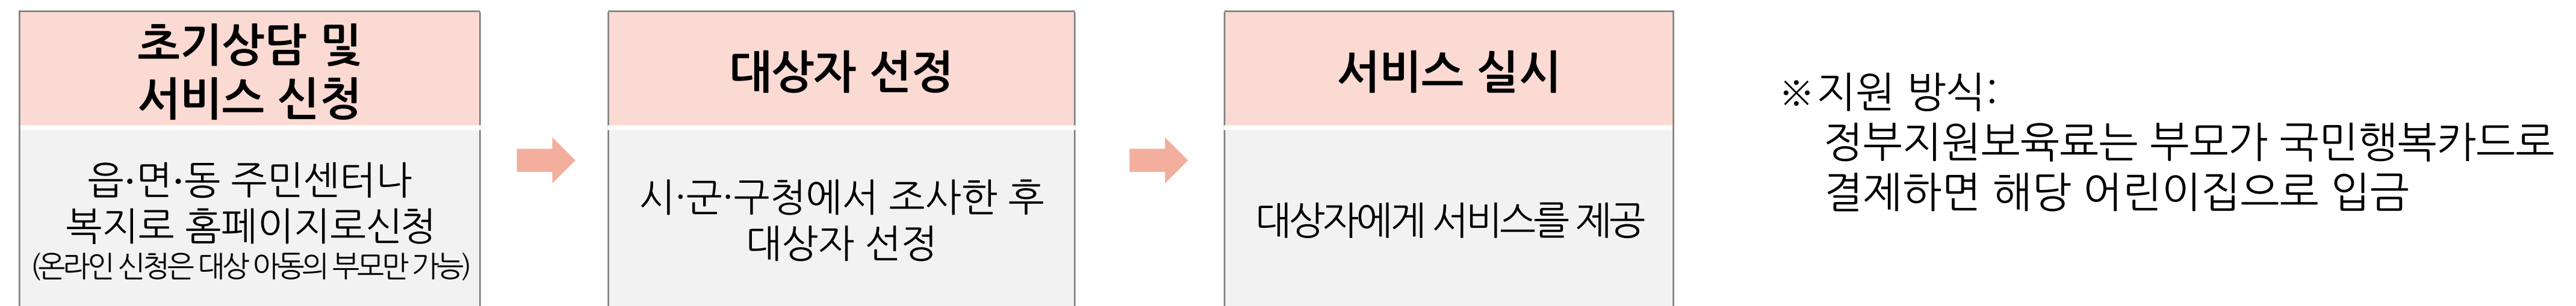 초기상담 및
서비스 신청
읍·면·동 주민센터나
복지로 홈페이지로신청
(온라인 신청은 대상 아동의 부모만 가능)
대상자 선정
시·군·구청에서 조사한 후
대상자 선정
서비스 실시
대상자에게 서비스를 제공
※지원 방식:
정부지원보육료는 부모가 국민행복카드로
결제하면 해당 어린이집으로 입금